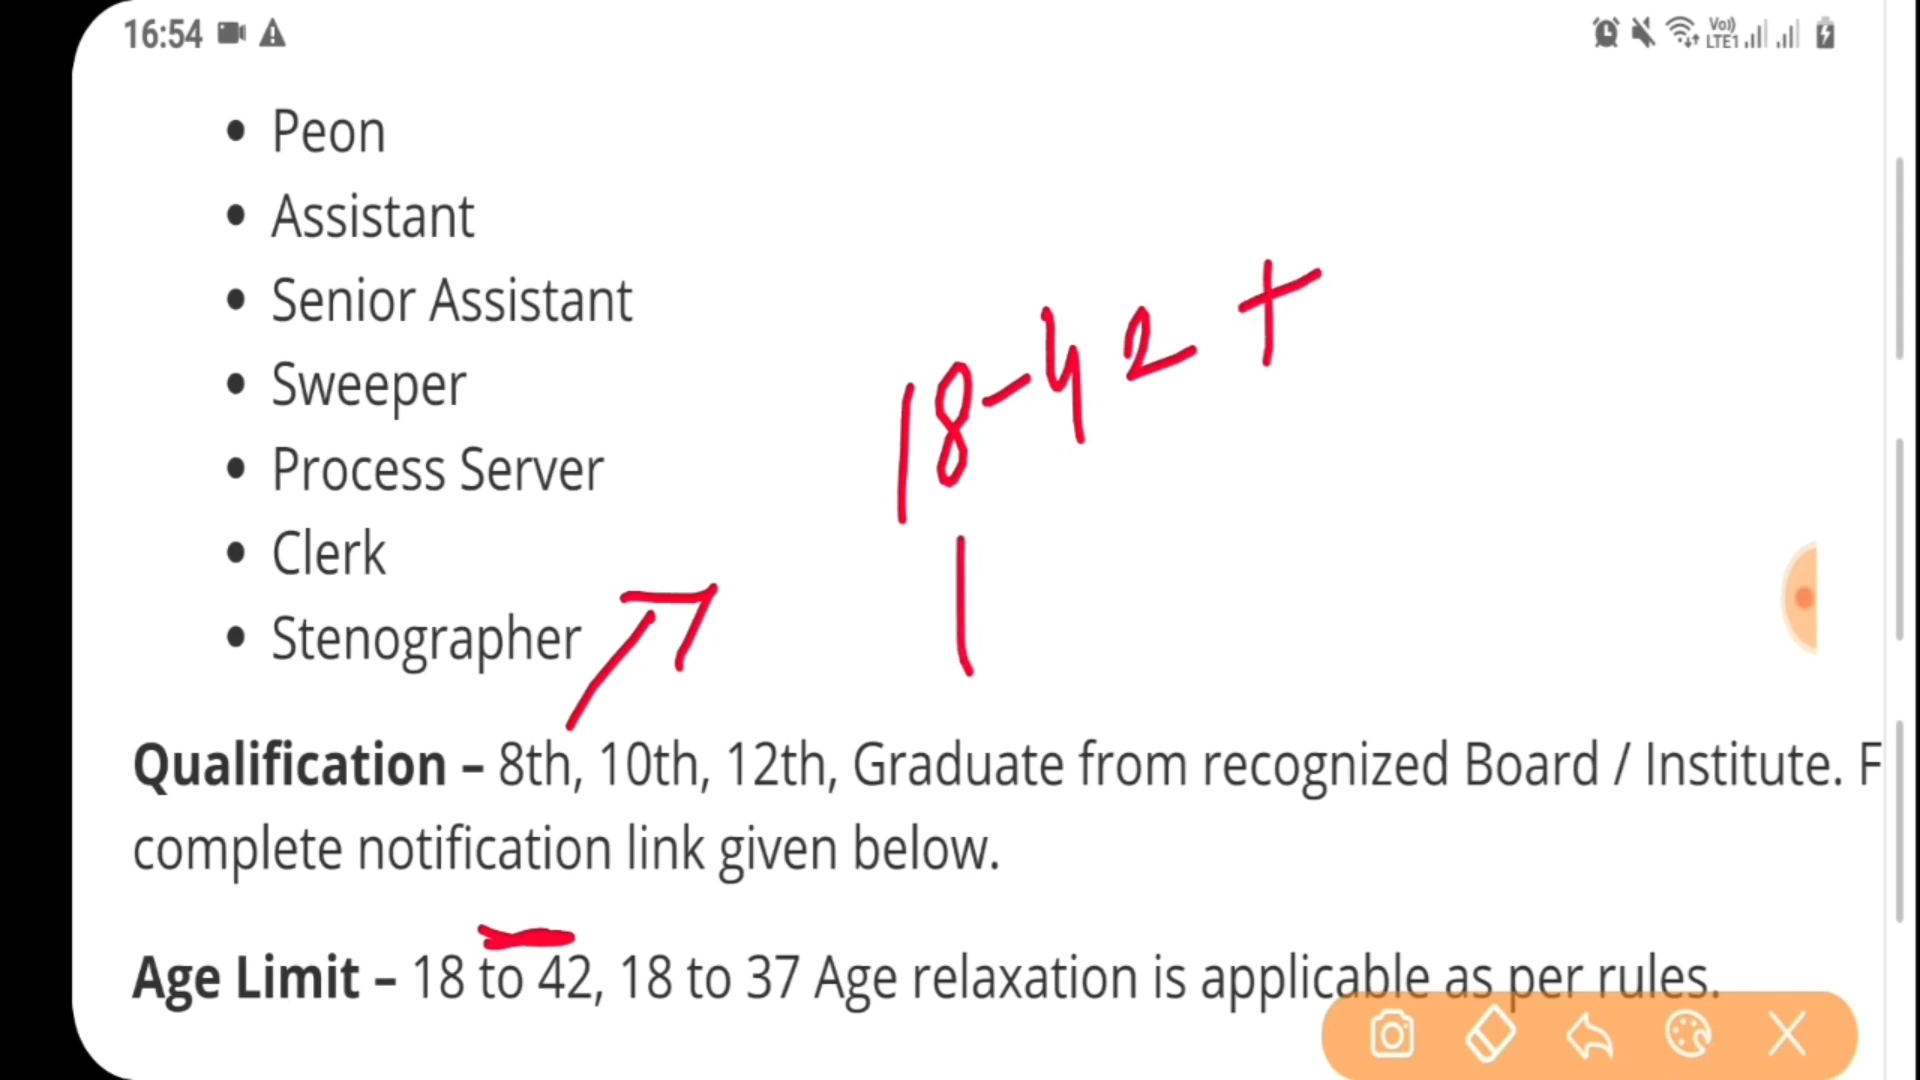 16:54
Vo))
LTE1
Peon
Assistant
Senior Assistant
Sweeper
Process Server
Clerk
Stenographer
18-42 +
Qualification – 8th, 10th, 12th, Graduate from recognized Board / Institute. F
complete notification link given below.
Age Limit – 18 to 42, 18 to 37 Age relaxation is applicable as per rules.